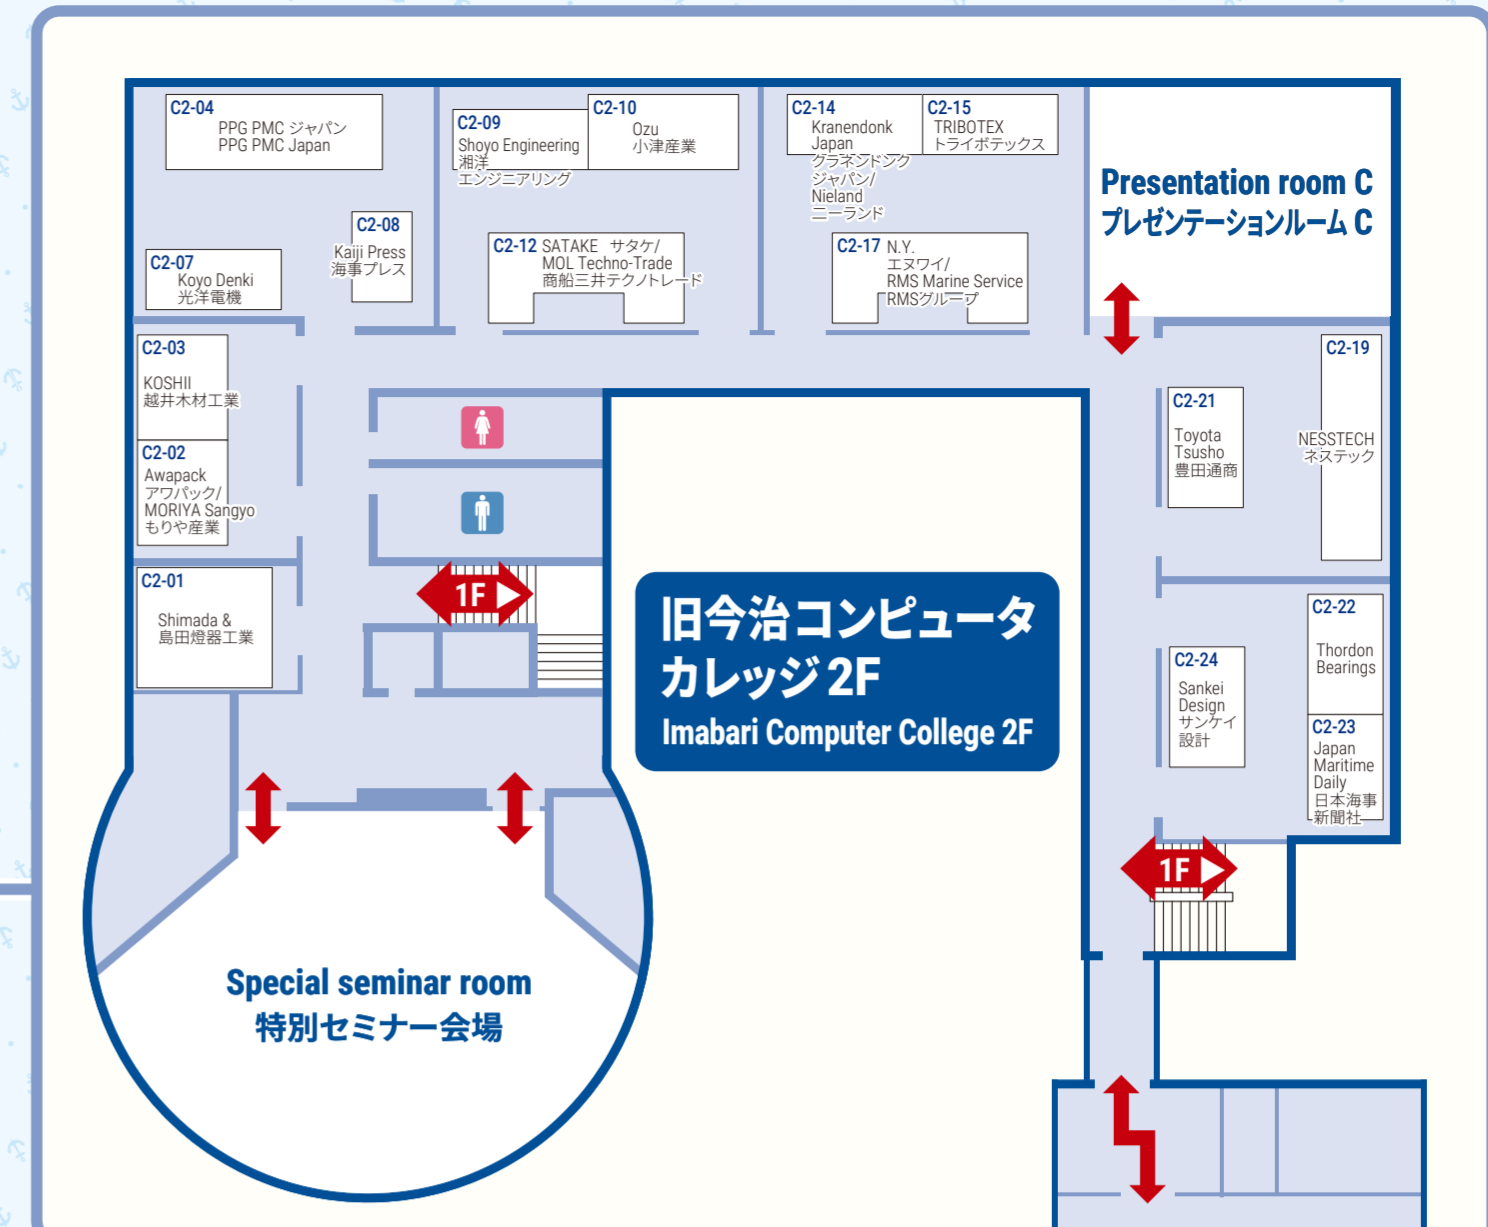 C2-04
PPG PMC ジャパン
PPG PMC Japan
C2-09
Shoyo Engineering
湘洋
エンジニアリング
C2-10
Ozu
小津産業
C2-14
Kranendonk
Japan
クラネンドンク
ジャパン/
Nieland
ニーランド
C2-15
TRIBOTEX
トライボテックス
Presentation room C
プレゼンテーションルーム C
C2-07
Koyo Denki
光洋電機
C2-08
Kaiji Press
海事プレス
C2-12 SATAKE サタケ/
MOL Techno-Trade
商船三井テクノトレード
C2-17 N.Y.
エヌワイ/
RMS Marine Service
RMSグループ
C2-03
KOSHII
越井木材工業
C2-02
Awapack
アワパック/
MORIYA Sangyo
もりや産業
C2-01
Shimada &
島田燈器工業
1F
C2-19
NESSTECH
ネステック
C2-21
Toyota
Tsusho
豊田通商
旧今治コンピュータ
カレッジ 2F
Imabari Computer College 2F
C2-22
Thordon
Bearings
C2-24
Sankei
Design
サンケイ
設計
C2-23
Japan
Maritime
Daily
日本海事
新聞社
1F
Special seminar room
特別セミナー会場